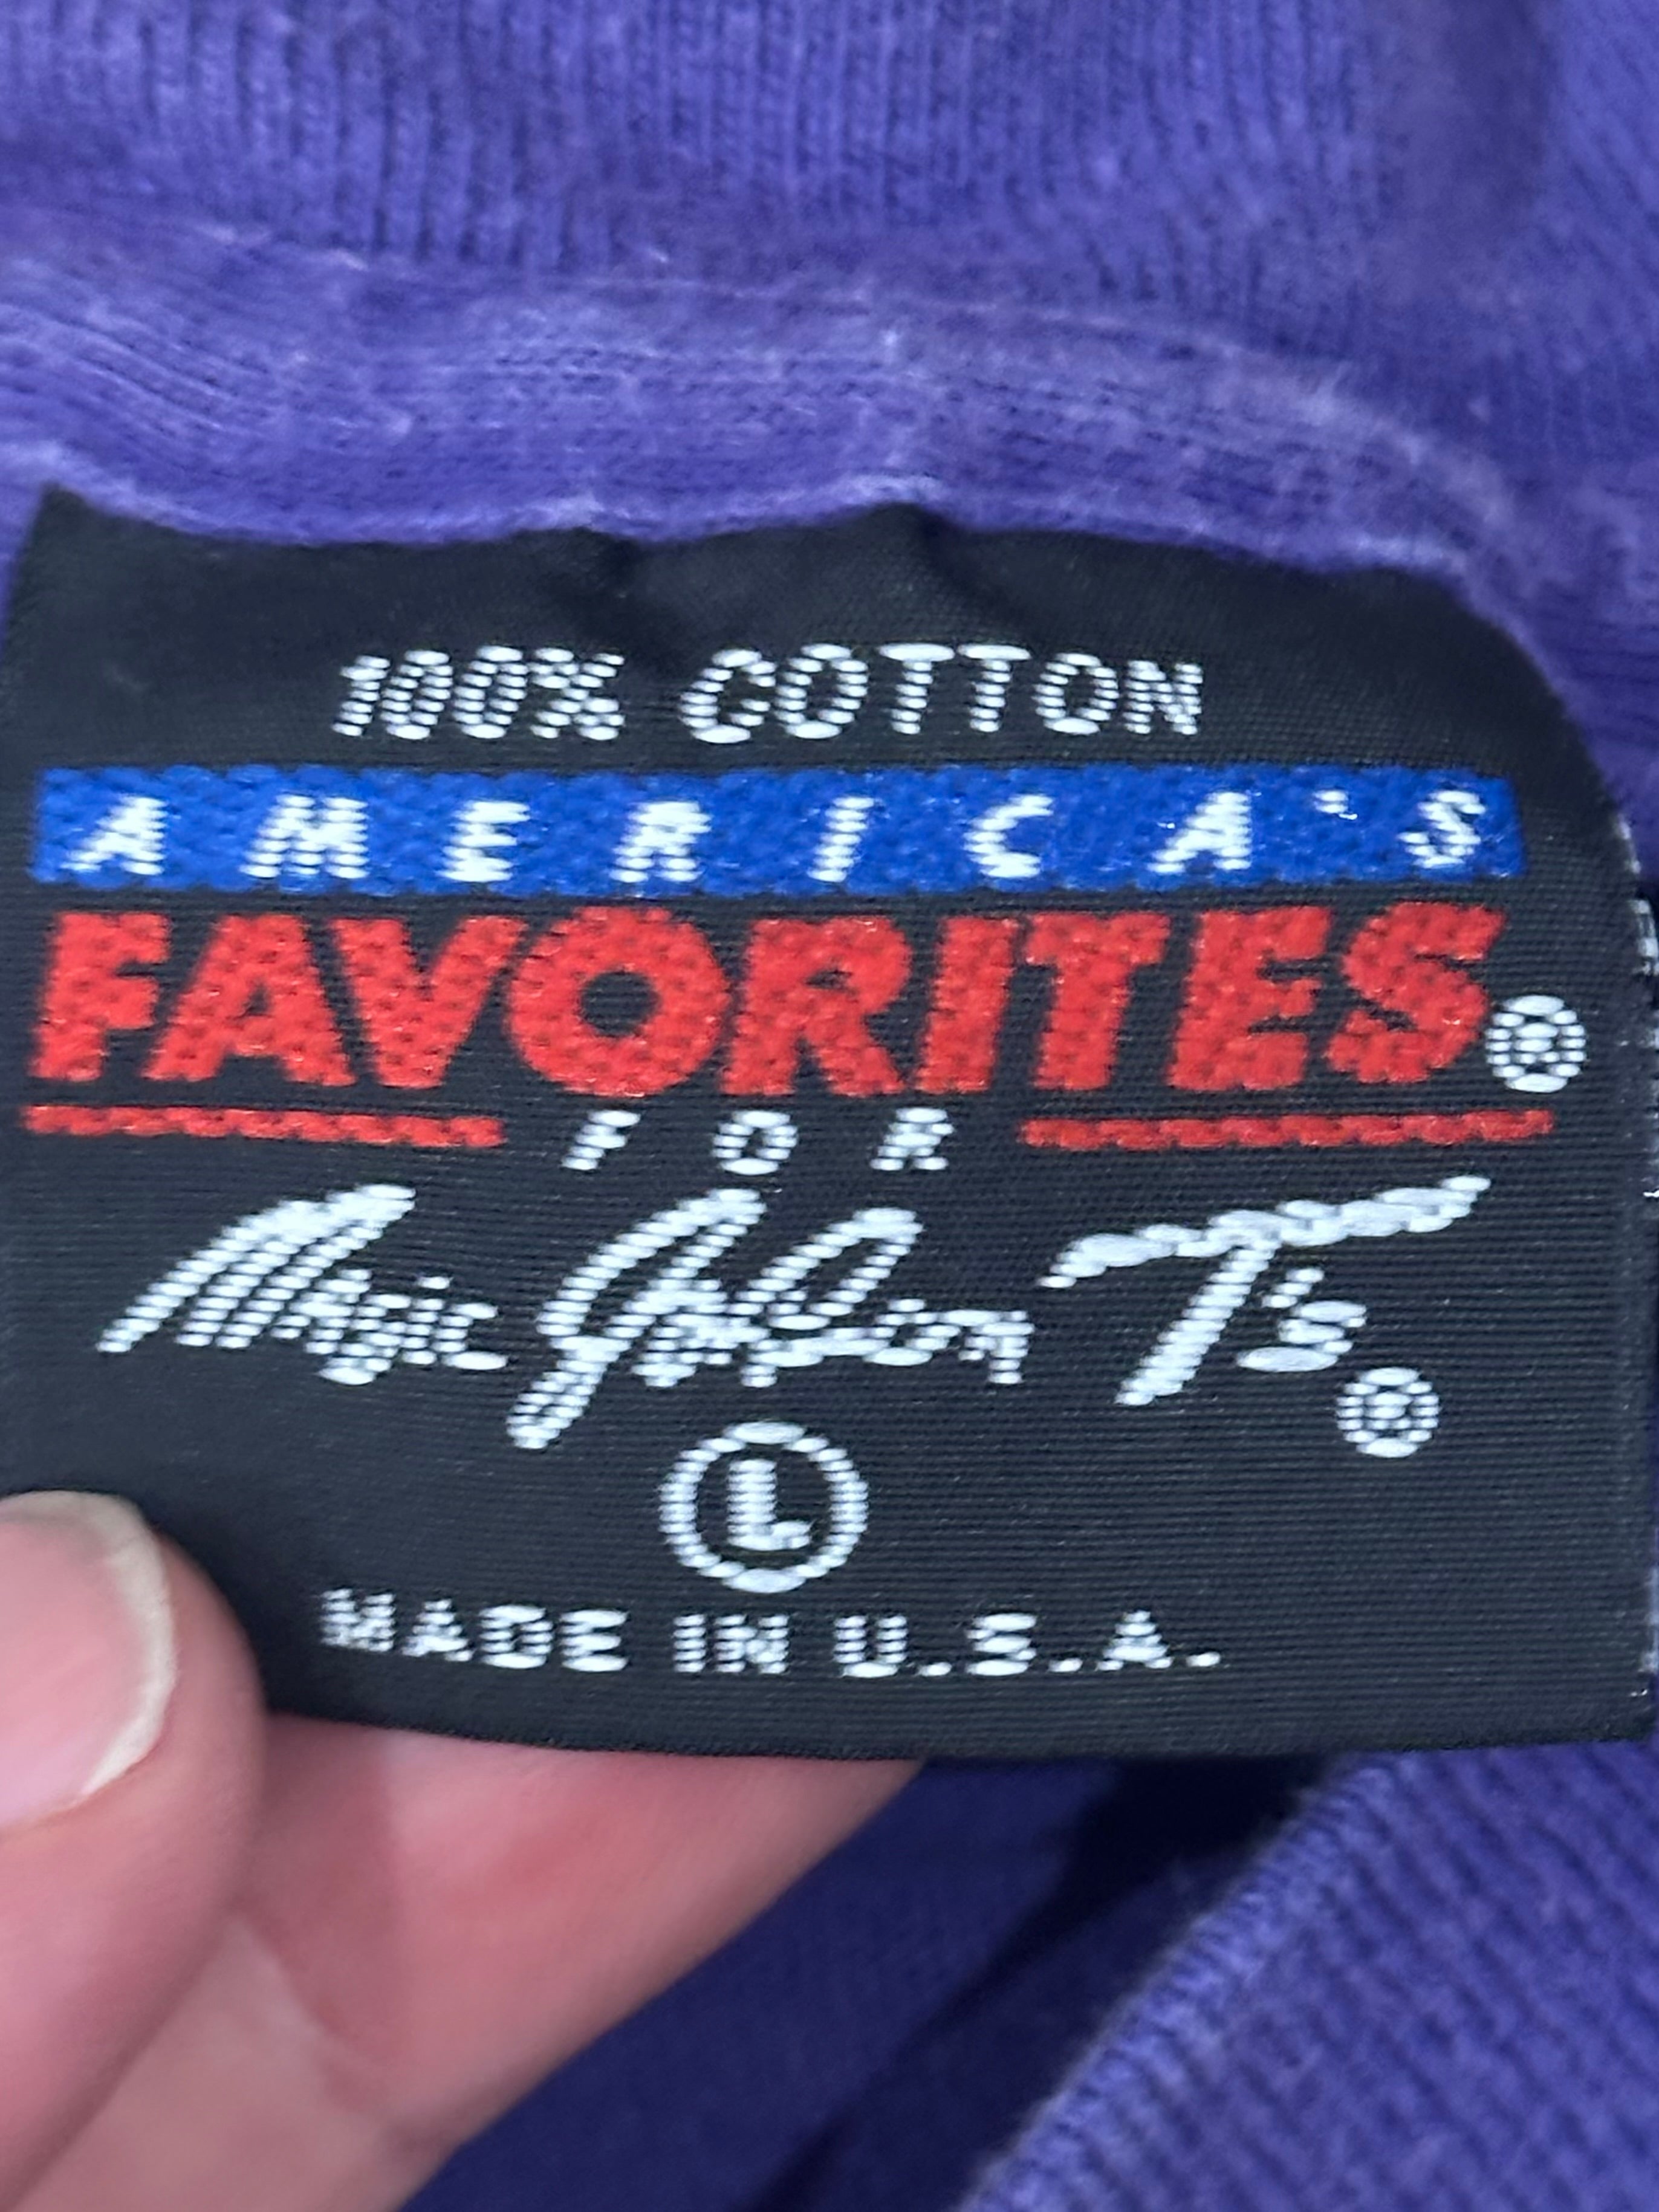 100% COTTON
AMERICA'S
FAVORITES®
FOR
Magic Johnson T's®
L
MADE IN U.S.A.